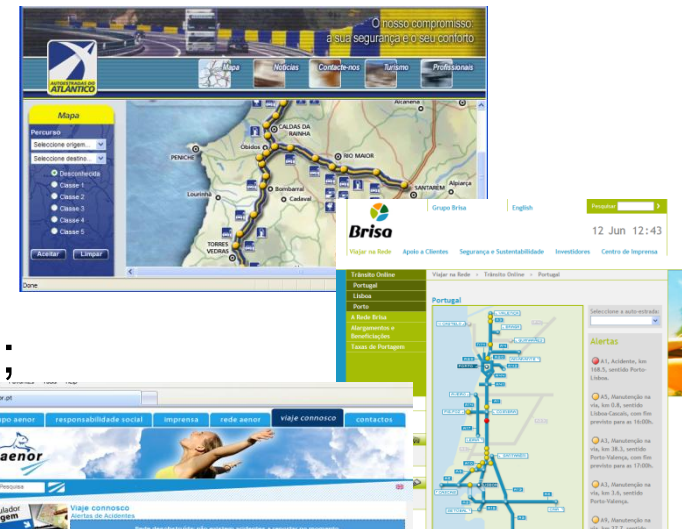 O nosso compromisso:
a sua segurança e o seu conforto
AUTOESTRADAS DO
ATLÂNTICO
Mapa
Notícias
Contacte-nos
Turismo
Profissionais
Mapa
Percurso
Seleccione origem...
Seleccione destino...
Desconhecida
Classe 1
Classe 2
Classe 3
Classe 4
Classe 5
Aceitar
Limpar
Alcanena
CALDAS DA
RAINHA
Óbidos
PENICHE
RIO MAIOR
Lourinhã
Bombarral
Cadaval
SANTARÉM
Alpiarça
TORRES
VEDRAS
Done
Brisa
Grupo Brisa
English
Pesquisar
12 Jun 12:43
Viajar na Rede
Apoio a Clientes
Segurança e Sustentabilidade
Investidores
Centro de Imprensa
Trânsito Online
Portugal
Lisboa
Porto
A Rede Brisa
Alargamentos e
Beneficiações
Taxas de Portagem
Viajar na Rede > Trânsito Online > Portugal
Portugal
Seleccione a auto-estrada:
Alertas
A1, Acidente, km
168.5, sentido Porto-
Lisboa.
A5, Manutenção na
via, km 0.8, sentido
Lisboa-Cascais, com fim
previsto para as 16:00h.
A3, Manutenção na
via, km 38.3, sentido
Porto-Valença, com fim
previsto para as 17:00h.
A3, Manutenção na
via, km 3.6, sentido
Porto-Valença.
A9, Manutenção na
;
responsabilidade social
imprensa
rede aenor
viaje connosco
contactos
aenor
Pesquisa
Viaje connosco
Alertas de Acidentes